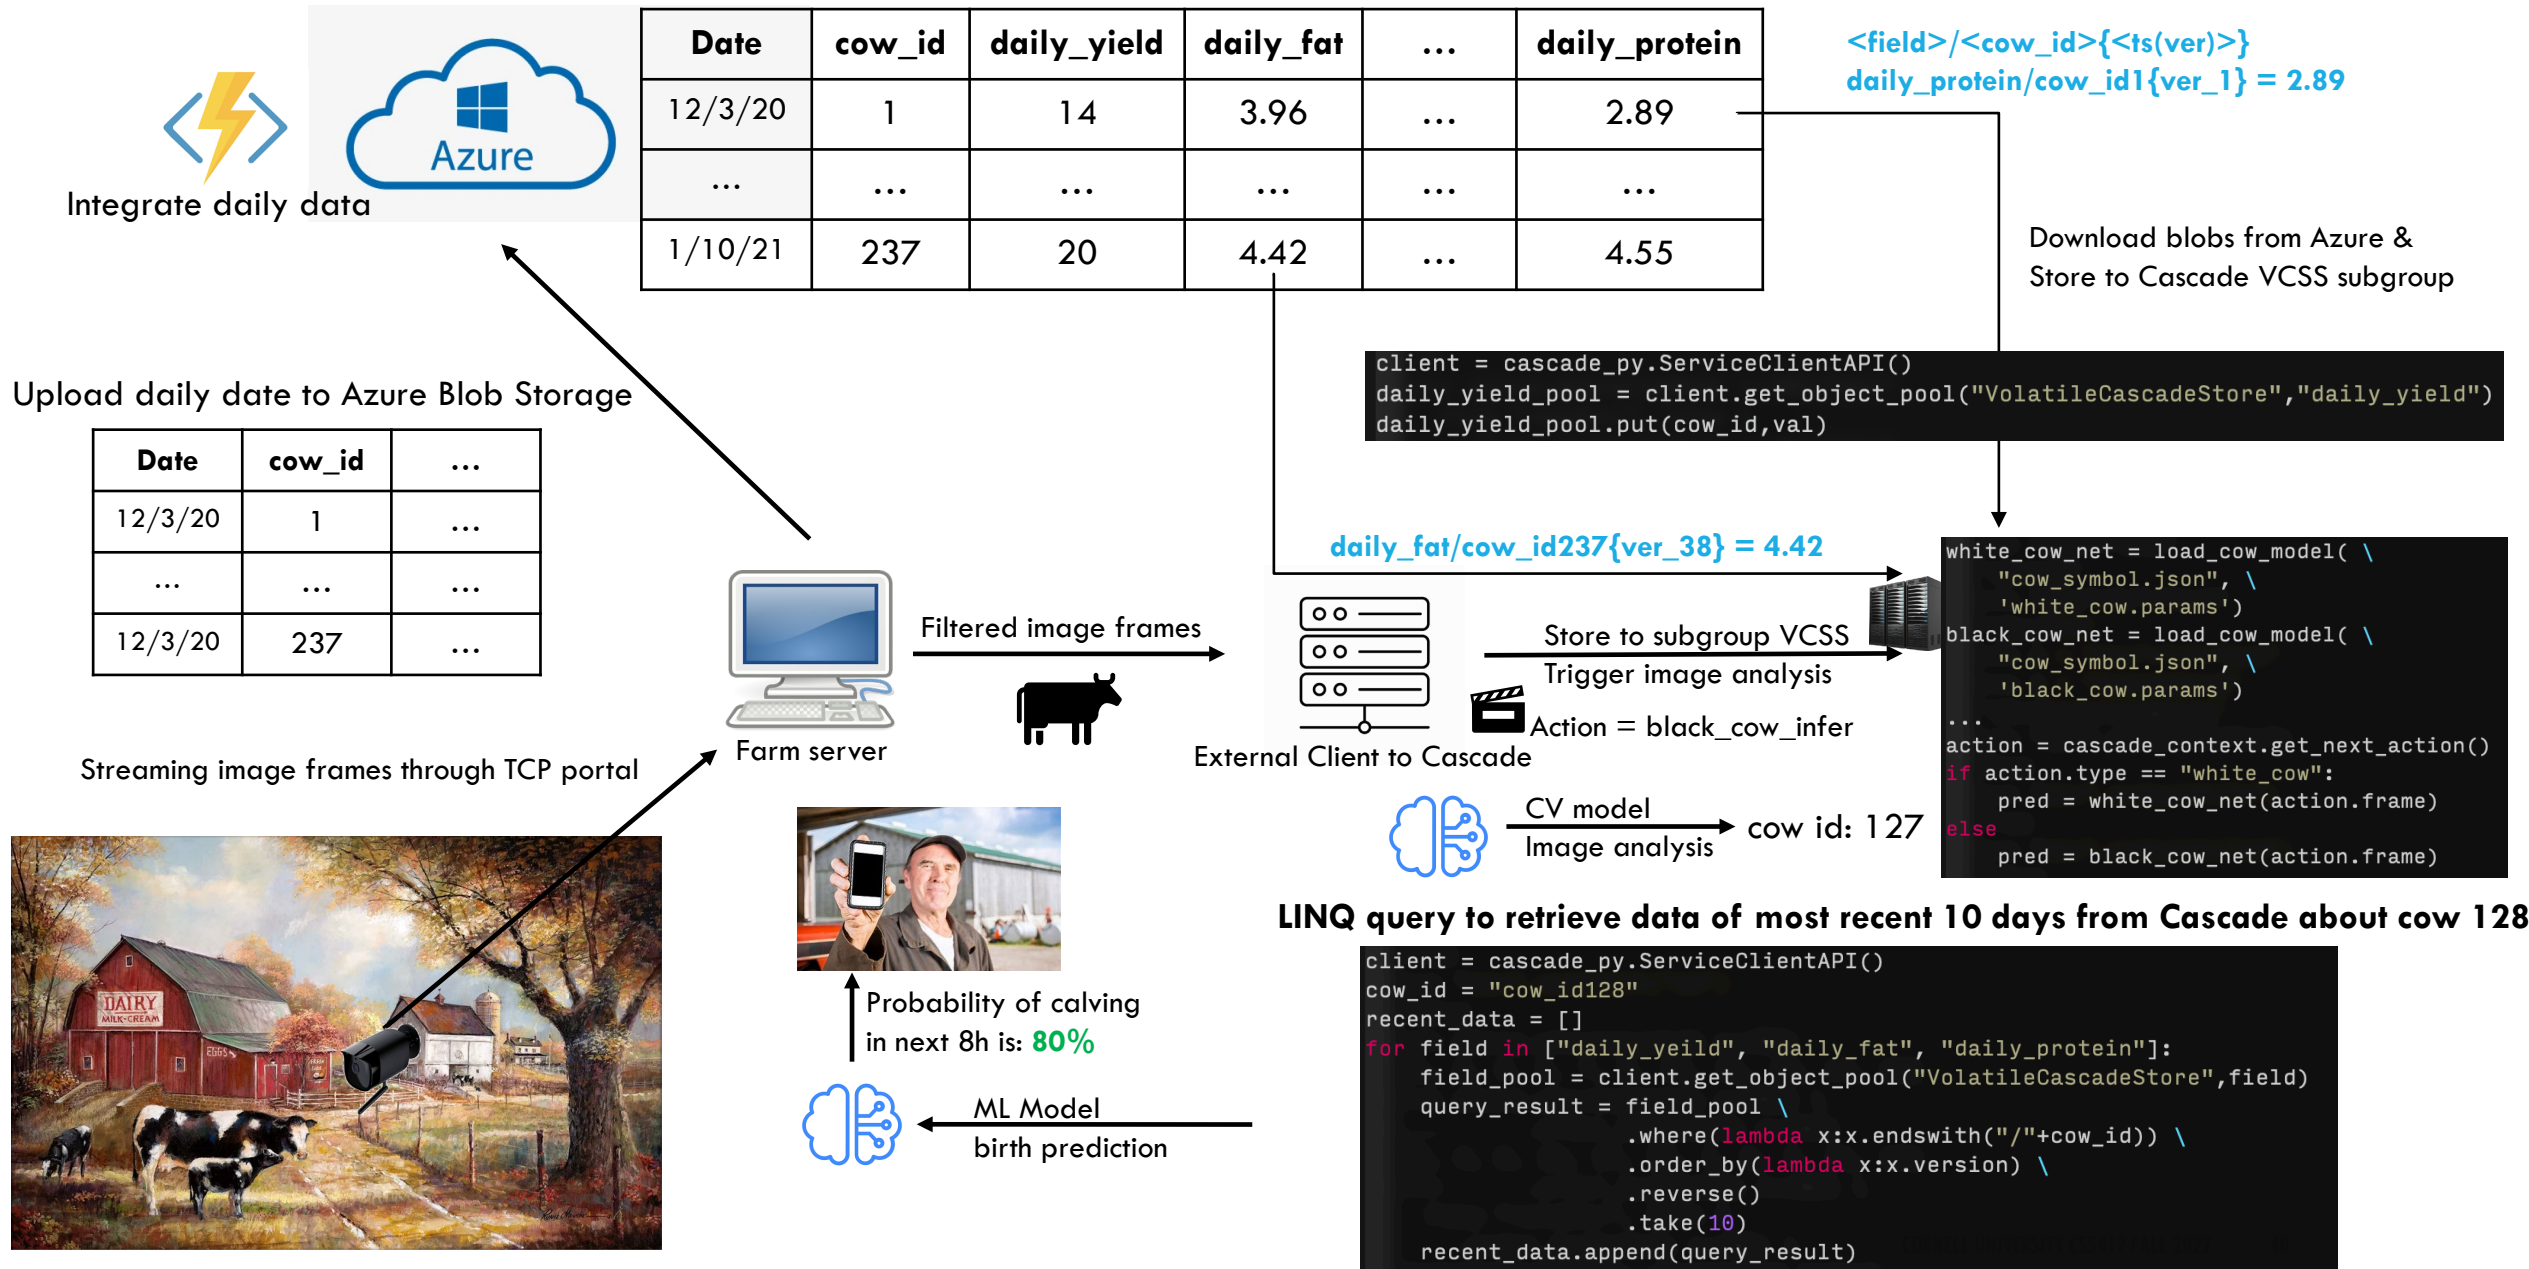 Integrate daily data
Azure
Date cow_id daily_yield daily_fat ... daily_protein
12/3/20 1 14 3.96 ... 2.89
... ... ... ... ... ...
1/10/21 237 20 4.42 ... 4.55
<field>/<cow_id>{<ts(ver)>}
daily_protein/cow_id1{ver_1} = 2.89
Download blobs from Azure &
Store to Cascade VCSS subgroup
client = cascade_py.ServiceClientAPI()
daily_yield_pool = client.get_object_pool("VolatileCascadeStore","daily_yield")
daily_yield_pool.put(cow_id,val)
Upload daily date to Azure Blob Storage
Date cow_id ...
12/3/20 1 ...
... ... ...
12/3/20 237 ...
daily_fat/cow_id237{ver_38} = 4.42
Filtered image frames
Farm server
External Client to Cascade
Store to subgroup VCSS
Trigger image analysis
Action = black_cow_infer
white_cow_net = load_cow_model( \
"cow_symbol.json", \
'white_cow.params')
black_cow_net = load_cow_model( \
"cow_symbol.json", \
'black_cow.params')
...
action = cascade_context.get_next_action()
if action.type == "white_cow":
pred = white_cow_net(action.frame)
else
pred = black_cow_net(action.frame)
Streaming image frames through TCP portal
CV model
Image analysis
cow id: 127
DAIRY
MILK-CREAM
EGGS
Probability of calving
in next 8h is: 80%
ML Model
birth prediction
LINQ query to retrieve data of most recent 10 days from Cascade about cow 128
client = cascade_py.ServiceClientAPI()
cow_id = "cow_id128"
recent_data = []
for field in ["daily_yeild", "daily_fat", "daily_protein"]:
field_pool = client.get_object_pool("VolatileCascadeStore",field)
query_result = field_pool \
.where(lambda x:x.endswith("/"+cow_id)) \
.order_by(lambda x:x.version) \
.reverse()
.take(10)
recent_data.append(query_result)